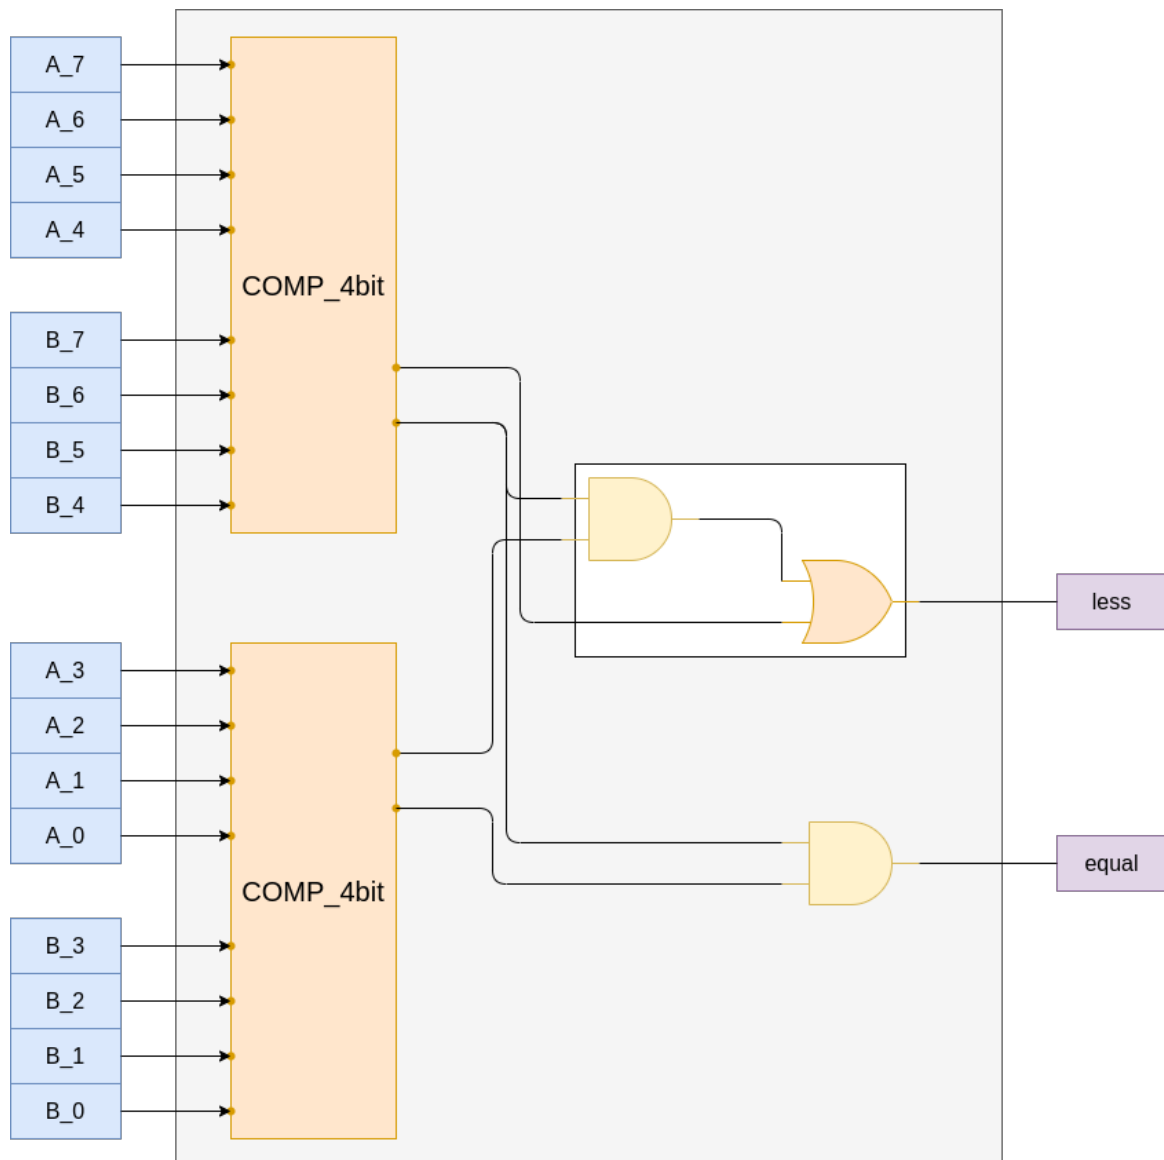 A_7
A_6
A_5
A_4
COMP_4bit
B_7
B_6
B_5
B_4
less
A_3
A_2
A_1
A_0
equal
COMP_4bit
B_3
B_2
B_1
B_0